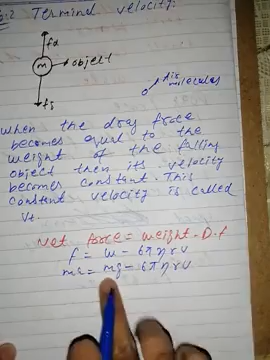 6.2 Terminal velocity:
fd
m
object
Air
molecules
fg
when the drag force
becomes equal to the
weight of the falling
object then its velocity
becomes constant. This
constant velocity is called
Vt.
Net force = weight - D.f
f = w - 6πηrv
ma = mg - 6πηrv